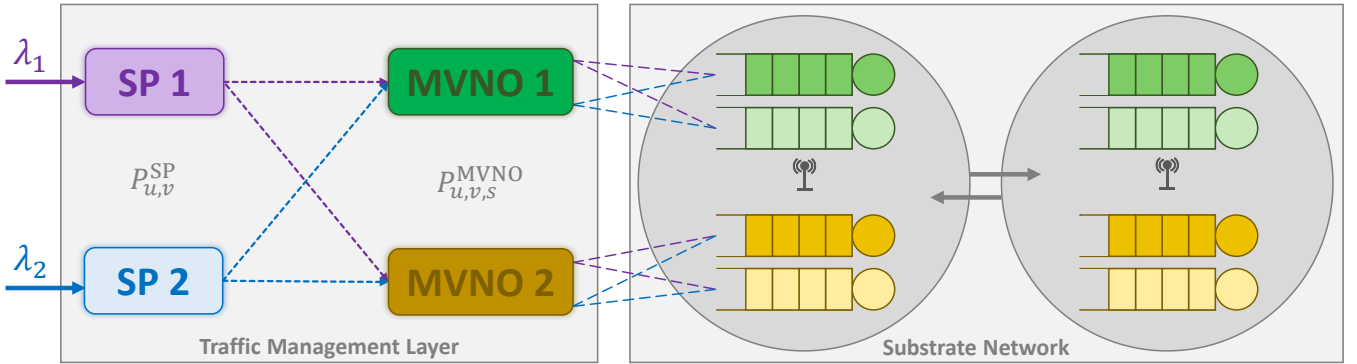 λ₁
SP 1
MVNO 1
P^SP_u,v
P^MVNO_u,v,s
λ₂
SP 2
MVNO 2
Traffic Management Layer
Substrate Network